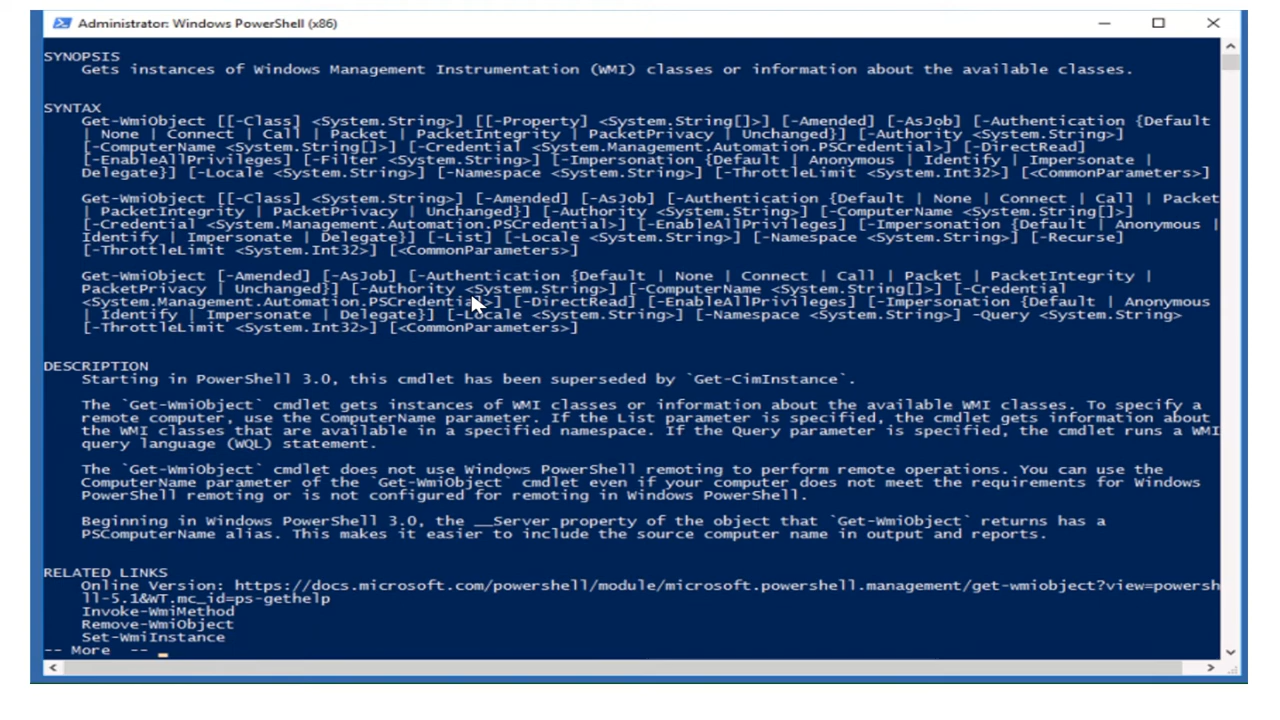 Administrator: Windows PowerShell (x86)
SYNOPSIS
Gets instances of Windows Management Instrumentation (WMI) classes or information about the available classes.
SYNTAX
Get-WmiObject [[-Class] <System.String>] [[-Property] <System.String[]>] [-Amended] [-AsJob] [-Authentication {Default
| None | Connect | Call | Packet | PacketIntegrity | PacketPrivacy | Unchanged}] [-Authority <System.String>]
[-ComputerName <System.String[]>] [-Credential <System.Management.Automation.PSCredential>] [-DirectRead]
[-EnableAllPrivileges] [-Filter <System.String>] [-Impersonation {Default | Anonymous | Identify | Impersonate |
Delegate}] [-Locale <System.String>] [-Namespace <System.String>] [-ThrottleLimit <System.Int32>] [<CommonParameters>]
Get-WmiObject [[-Class] <System.String>] [-Amended] [-AsJob] [-Authentication {Default | None | Connect | Call | Packet
| PacketIntegrity | PacketPrivacy | Unchanged}] [-Authority <System.String>] [-ComputerName <System.String[]>]
[-Credential <System.Management.Automation.PSCredential>] [-EnableAllPrivileges] [-Impersonation {Default | Anonymous |
Identify | Impersonate | Delegate}] [-List] [-Locale <System.String>] [-Namespace <System.String>] [-Recurse]
[-ThrottleLimit <System.Int32>] [<CommonParameters>]
Get-WmiObject [-Amended] [-AsJob] [-Authentication {Default | None | Connect | Call | Packet | PacketIntegrity |
PacketPrivacy | Unchanged}] [-Authority <System.String>] [-ComputerName <System.String[]>] [-Credential
<System.Management.Automation.PSCredential>] [-DirectRead] [-EnableAllPrivileges] [-Impersonation {Default | Anonymous
| Identify | Impersonate | Delegate}] [-Locale <System.String>] [-Namespace <System.String>] -Query <System.String>
[-ThrottleLimit <System.Int32>] [<CommonParameters>]
DESCRIPTION
Starting in PowerShell 3.0, this cmdlet has been superseded by `Get-CimInstance`.
The `Get-WmiObject` cmdlet gets instances of WMI classes or information about the available WMI classes. To specify a
remote computer, use the ComputerName parameter. If the List parameter is specified, the cmdlet gets information about
the WMI classes that are available in a specified namespace. If the Query parameter is specified, the cmdlet runs a WMI
query language (WQL) statement.
The `Get-WmiObject` cmdlet does not use Windows PowerShell remoting to perform remote operations. You can use the
ComputerName parameter of the `Get-WmiObject` cmdlet even if your computer does not meet the requirements for Windows
PowerShell remoting or is not configured for remoting in Windows PowerShell.
Beginning in Windows PowerShell 3.0, the __Server property of the object that `Get-WmiObject` returns has a
PSComputerName alias. This makes it easier to include the source computer name in output and reports.
RELATED LINKS
Online Version: https://docs.microsoft.com/powershell/module/microsoft.powershell.management/get-wmiobject?view=powersh
ll-5.1&WT.mc_id=ps-gethelp
Invoke-WmiMethod
Remove-WmiObject
Set-WmiInstance
-- More --